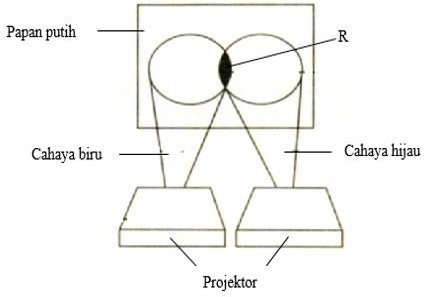 Papan putih
R
Cahaya biru
Cahaya hijau
Projektor